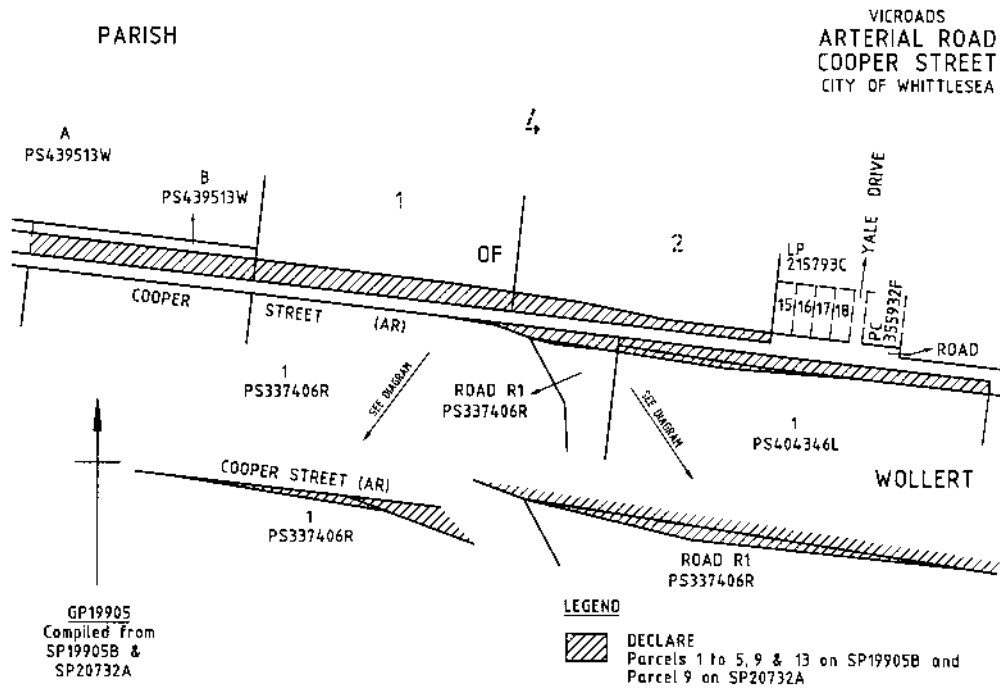 PARISH
VICROADS
ARTERIAL ROAD
COOPER STREET
CITY OF WHITTLESEA
4
A
PS439513W
B
PS439513W
1
OF
2
LP
215793C
YALE DRIVE
15 16 17 18
PC
355932F
ROAD
COOPER STREET (AR)
1
PS337406R
SEE DIAGRAM
ROAD R1
PS337406R
SEE DIAGRAM
1
PS404346L
WOLLERT
COOPER STREET (AR)
1
PS337406R
ROAD R1
PS337406R
GP19905
Compiled from
SP19905B &
SP20732A
LEGEND
DECLARE
Parcels 1 to 5, 9 & 13 on SP19905B and
Parcel 9 on SP20732A